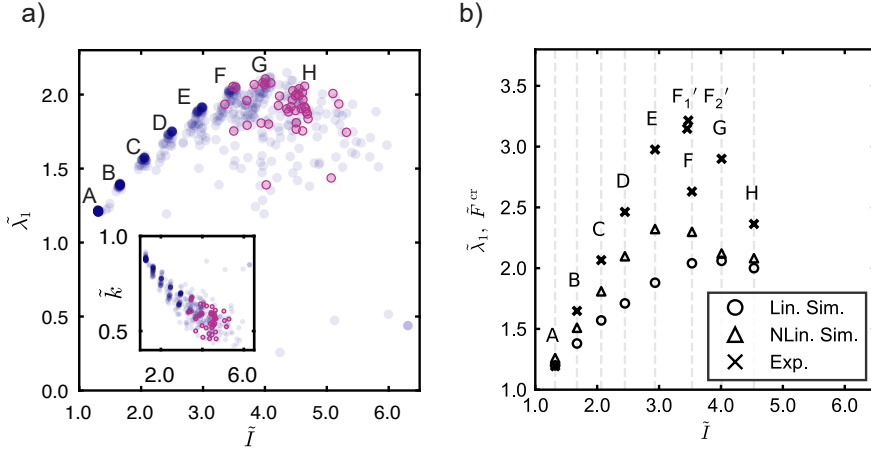 a)
2.0
1.5
1.0
0.5
0.0
λ̃₁
A
B
C
D
E
F
G
H
1.0
0.5
k̃
2.0 4.0 6.0
1.0 2.0 3.0 4.0 5.0 6.0
Ĩ
b)
3.5
3.0
2.5
2.0
1.5
1.0
λ̃₁, F̃ᶜʳ
A
B
C
D
E
F₁′ F₂′
F
G
H
Lin. Sim.
NLin. Sim.
Exp.
1.0 2.0 3.0 4.0 5.0 6.0
Ĩ